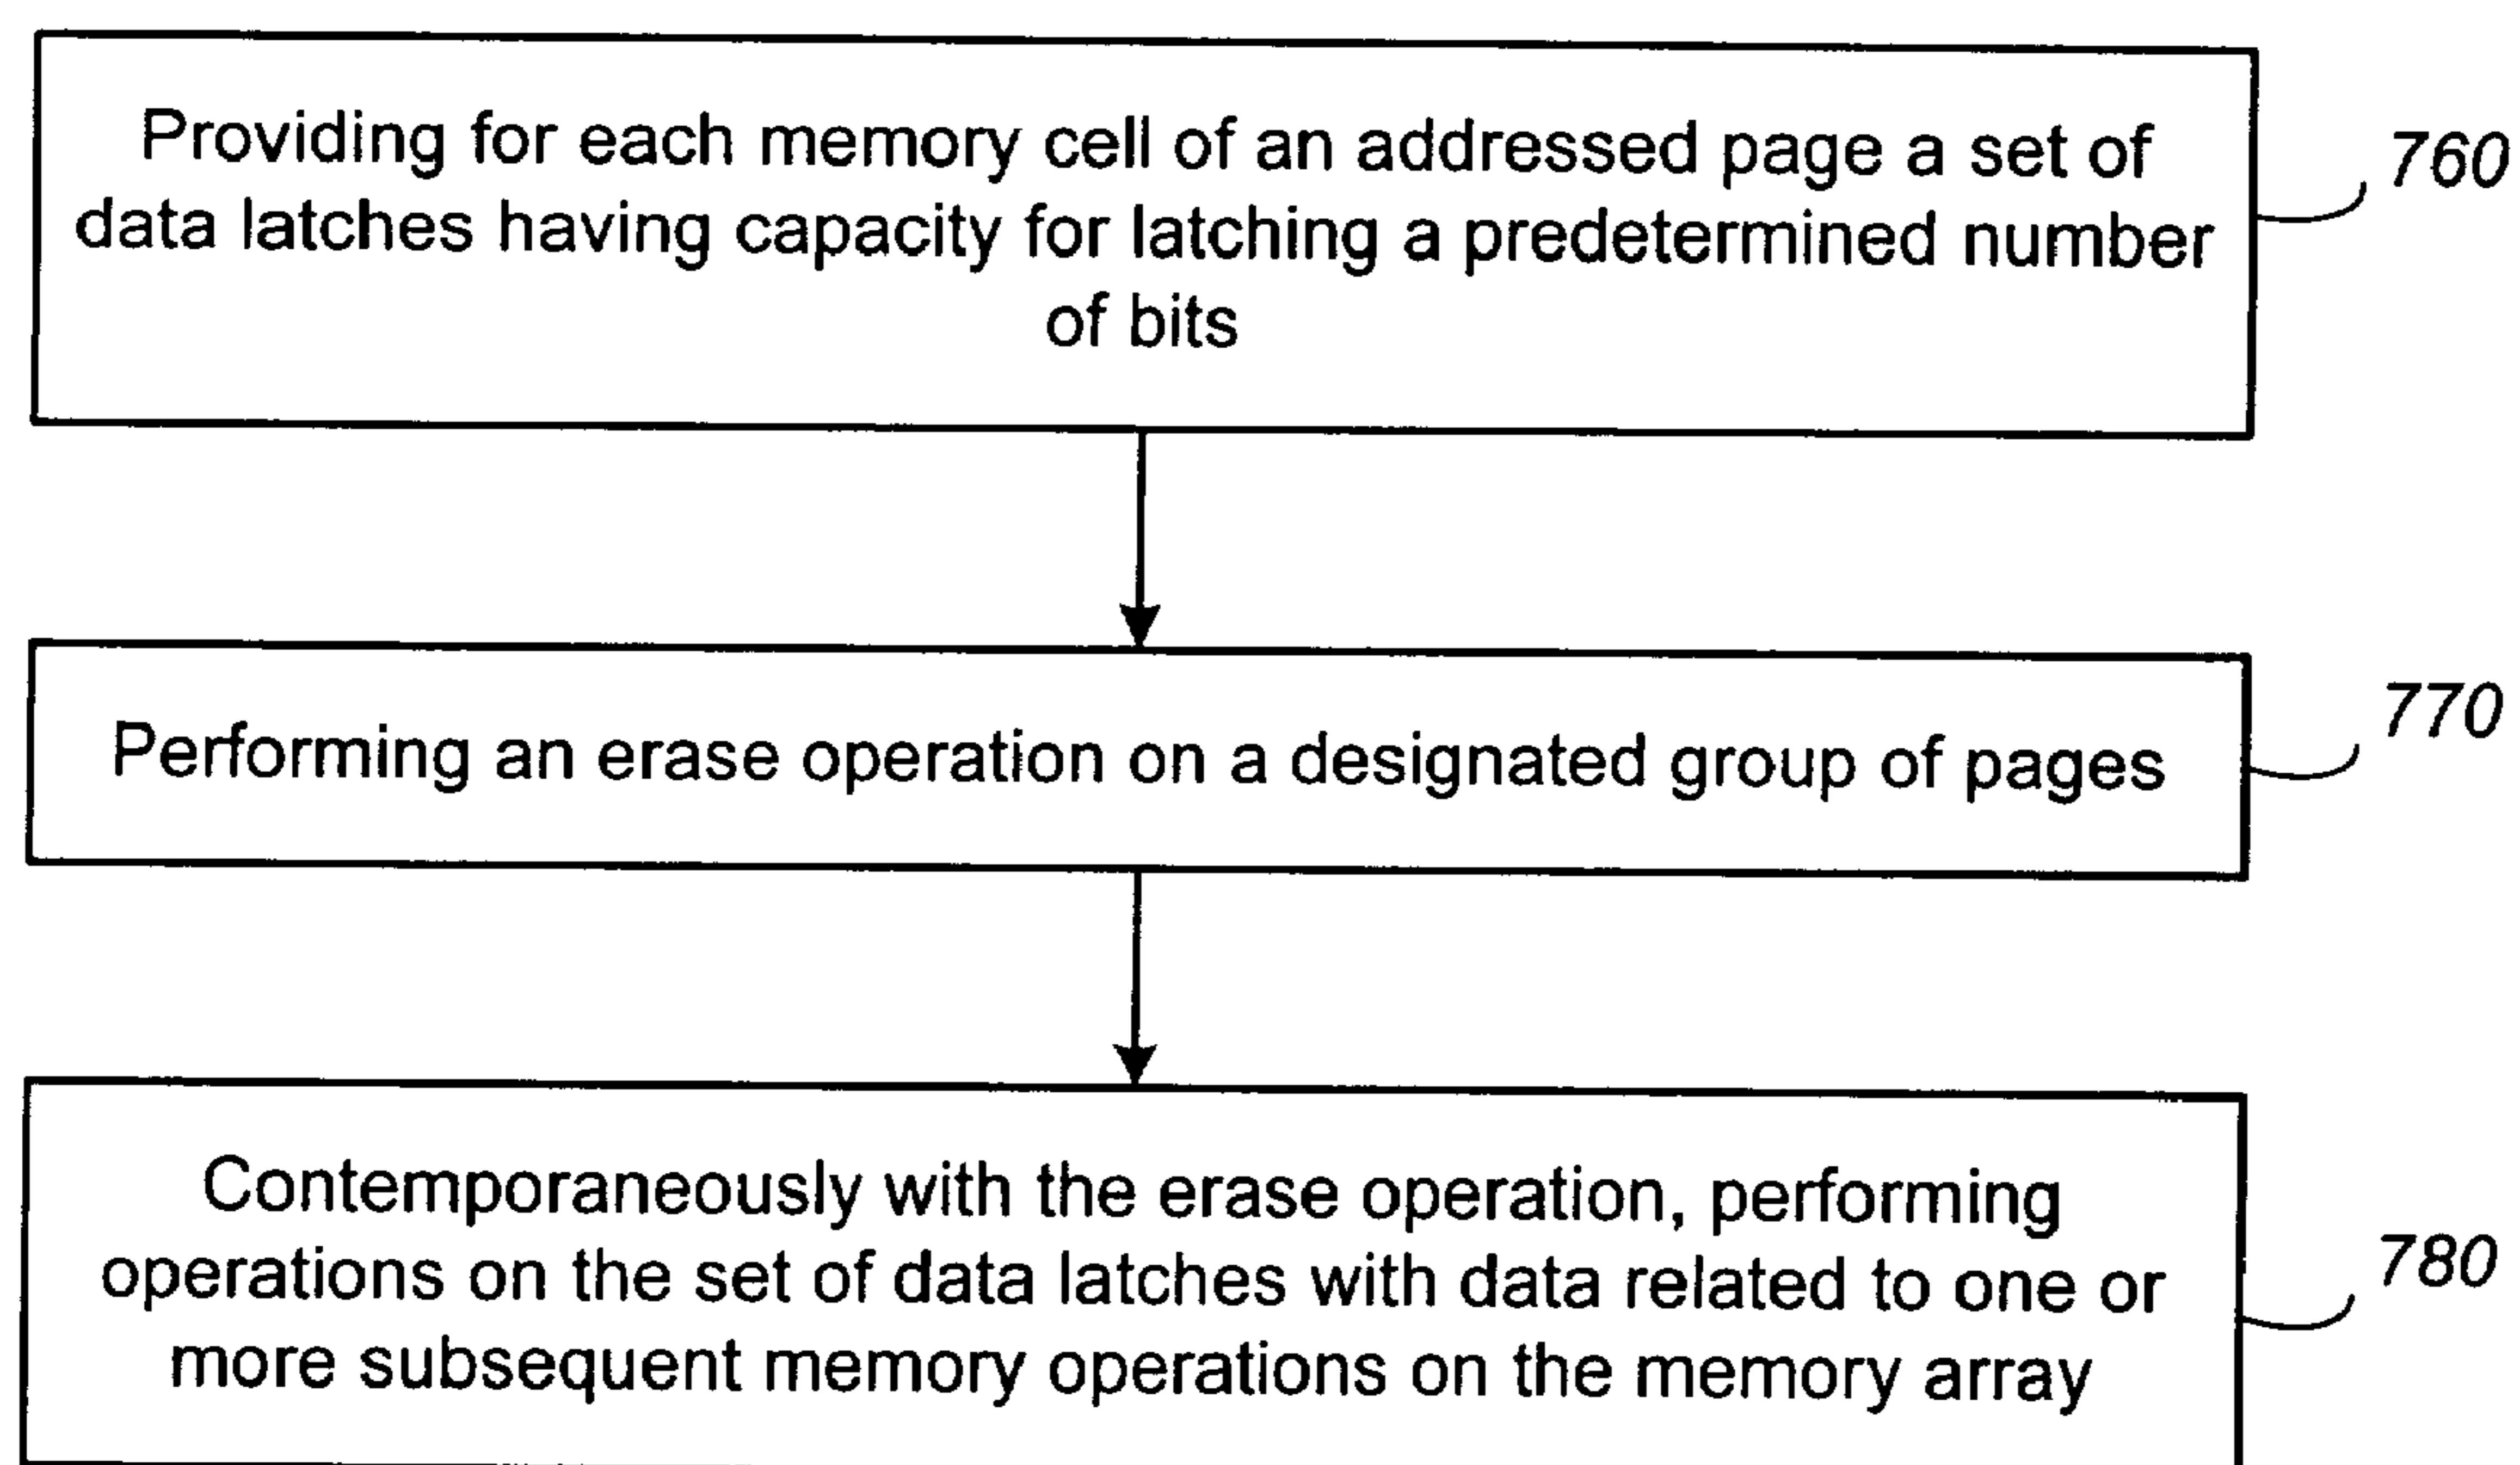 Providing for each memory cell of an addressed page a set of
data latches having capacity for latching a predetermined number
of bits
760
Performing an erase operation on a designated group of pages
770
Contemporaneously with the erase operation, performing
operations on the set of data latches with data related to one or
more subsequent memory operations on the memory array
780